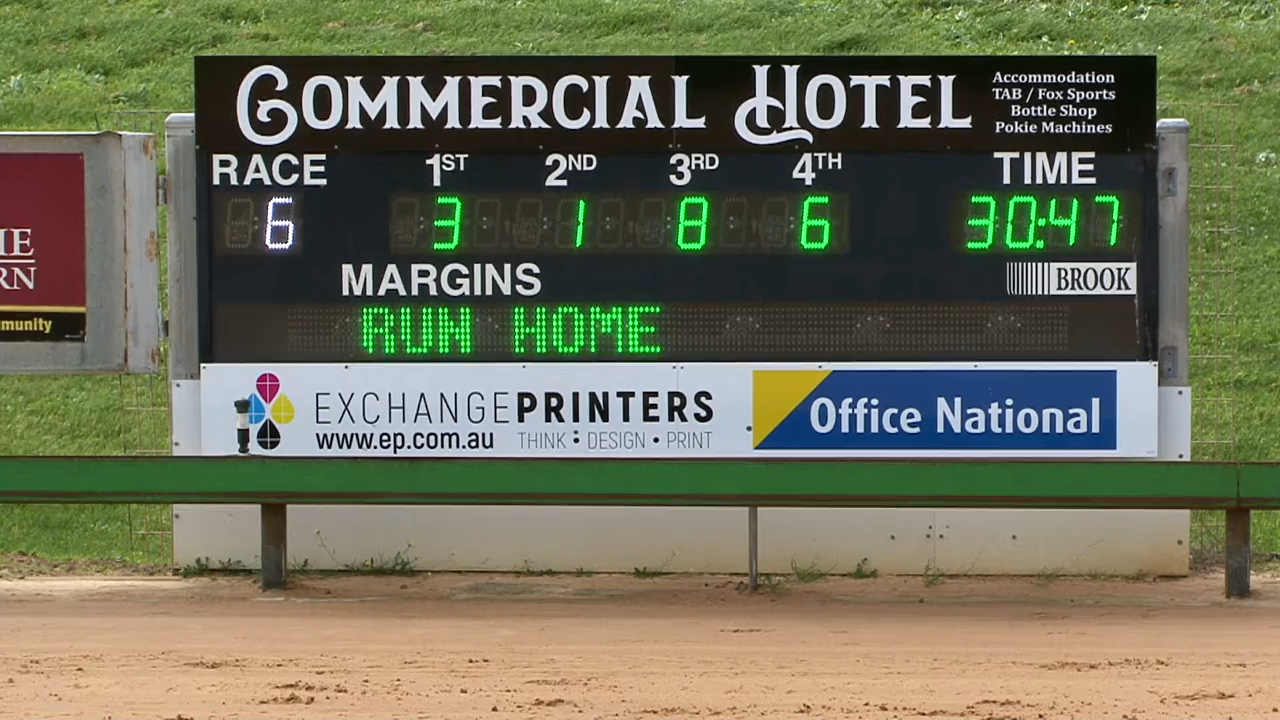 COMMERCIAL HOTEL
Accommodation
TAB / Fox Sports
Bottle Shop
Pokie Machines
RACE 1ST 2ND 3RD 4TH TIME
6 3 1 8 6 30:47
MARGINS
BROOK
RUN HOME
EXCHANGEPRINTERS
www.ep.com.au THINK : DESIGN • PRINT
Office National